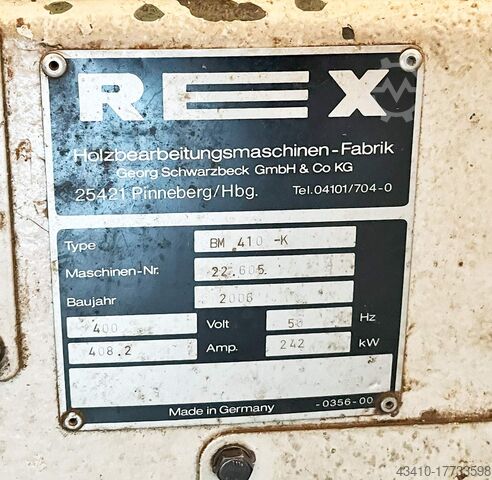 REX
Holzbearbeitungsmaschinen-Fabrik
Georg Schwarzbeck GmbH & Co KG
25421 Pinneberg/Hbg. Tel. 04101/704-0
Type BM 410 -K
Maschinen-Nr. 22.605.
Baujahr 2006
400 Volt 50 Hz
408.2 Amp. 242 kW
Made in Germany -0356-00
43410-17733598